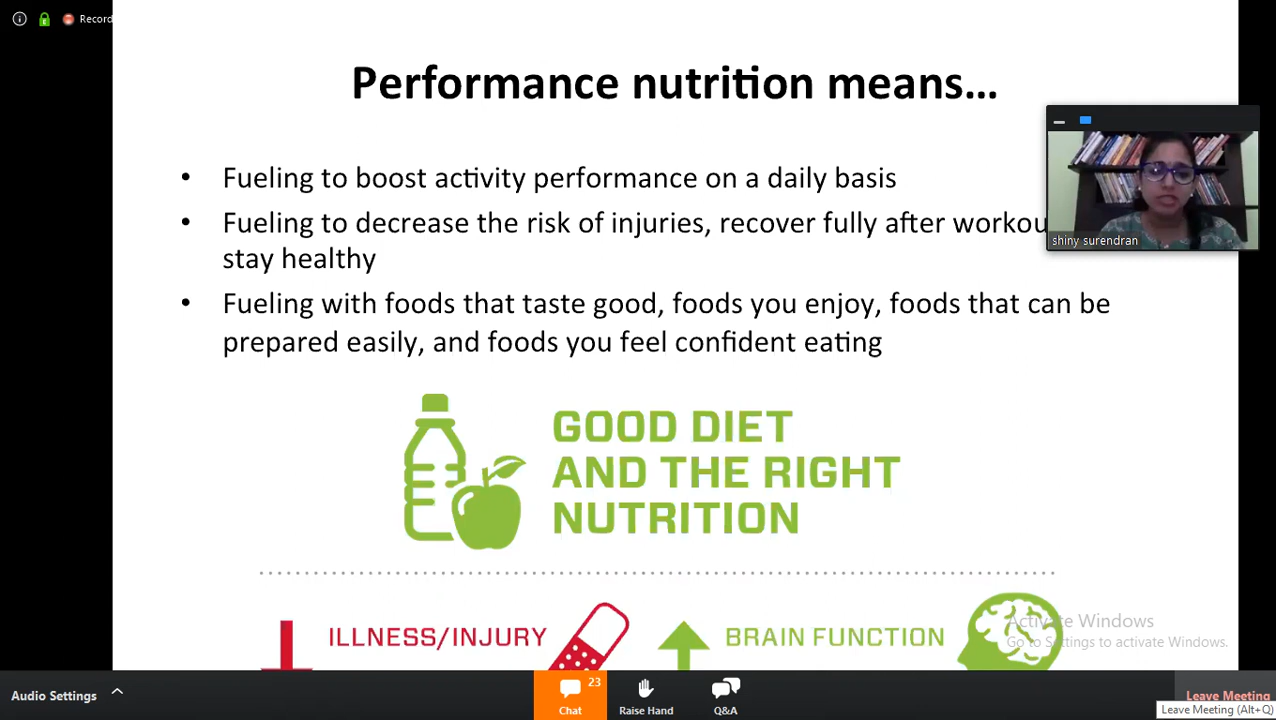 Record
Performance nutrition means...
• Fueling to boost activity performance on a daily basis
• Fueling to decrease the risk of injuries, recover fully after
stay healthy
• Fueling with foods that taste good, foods you enjoy, foods that can be
prepared easily, and foods you feel confident eating
shiny surendran
GOOD DIET
AND THE RIGHT
NUTRITION
ILLNESS/INJURY
BRAIN FUNCTION
Activate Windows
Go to Settings to activate Windows.
Audio Settings
23
Chat
Raise Hand
Q&A
Leave Meeting
Leave Meeting (Alt+Q)